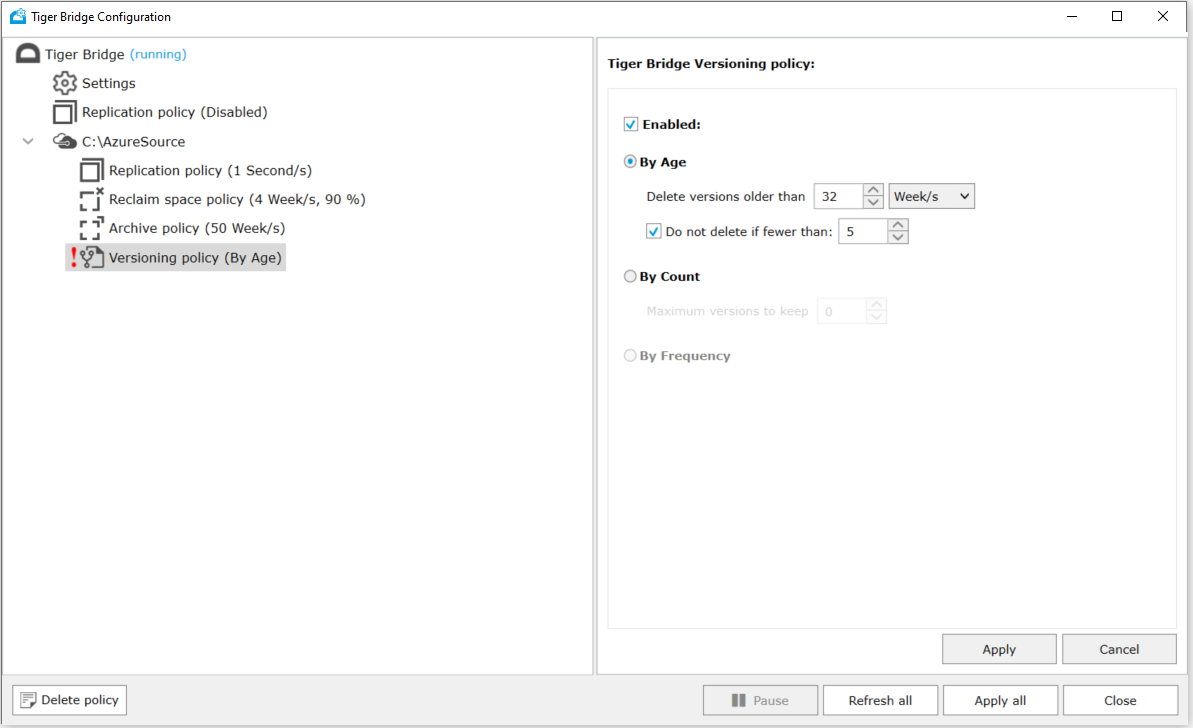 Tiger Bridge Configuration
Tiger Bridge (running)
Settings
Replication policy (Disabled)
C:\AzureSource
Replication policy (1 Second/s)
Reclaim space policy (4 Week/s, 90 %)
Archive policy (50 Week/s)
Versioning policy (By Age)
Tiger Bridge Versioning policy:
Enabled:
By Age
Delete versions older than 32 Week/s
Do not delete if fewer than: 5
By Count
Maximum versions to keep 0
By Frequency
Apply Cancel
Delete policy Pause Refresh all Apply all Close